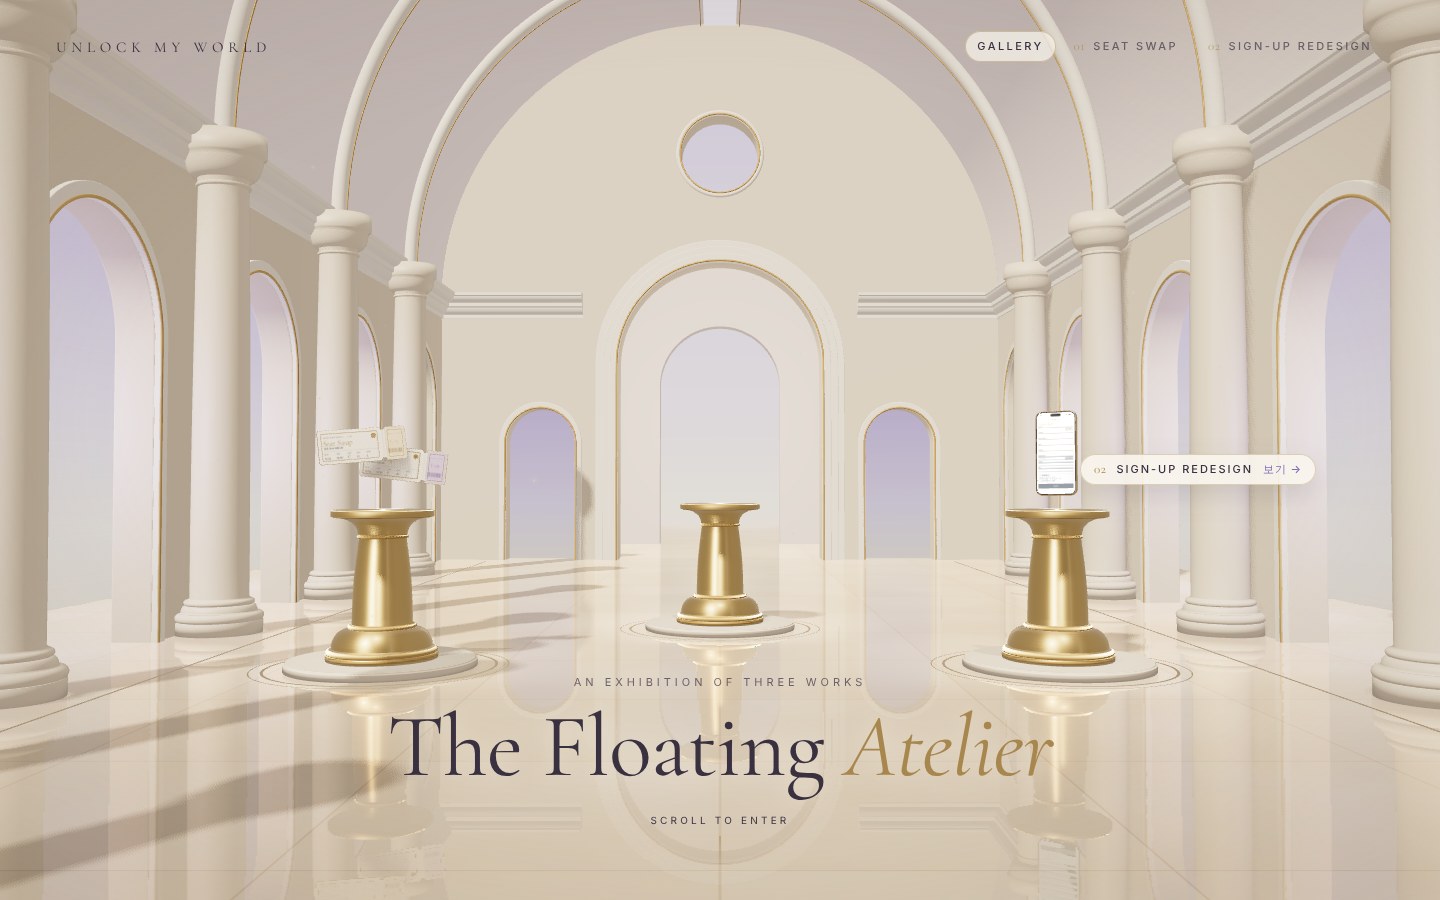 UNLOCK MY WORLD
GALLERY
01 SEAT SWAP
02 SIGN-UP REDESIGN
02 SIGN-UP REDESIGN 보기 →
AN EXHIBITION OF THREE WORKS
The Floating Atelier
SCROLL TO ENTER